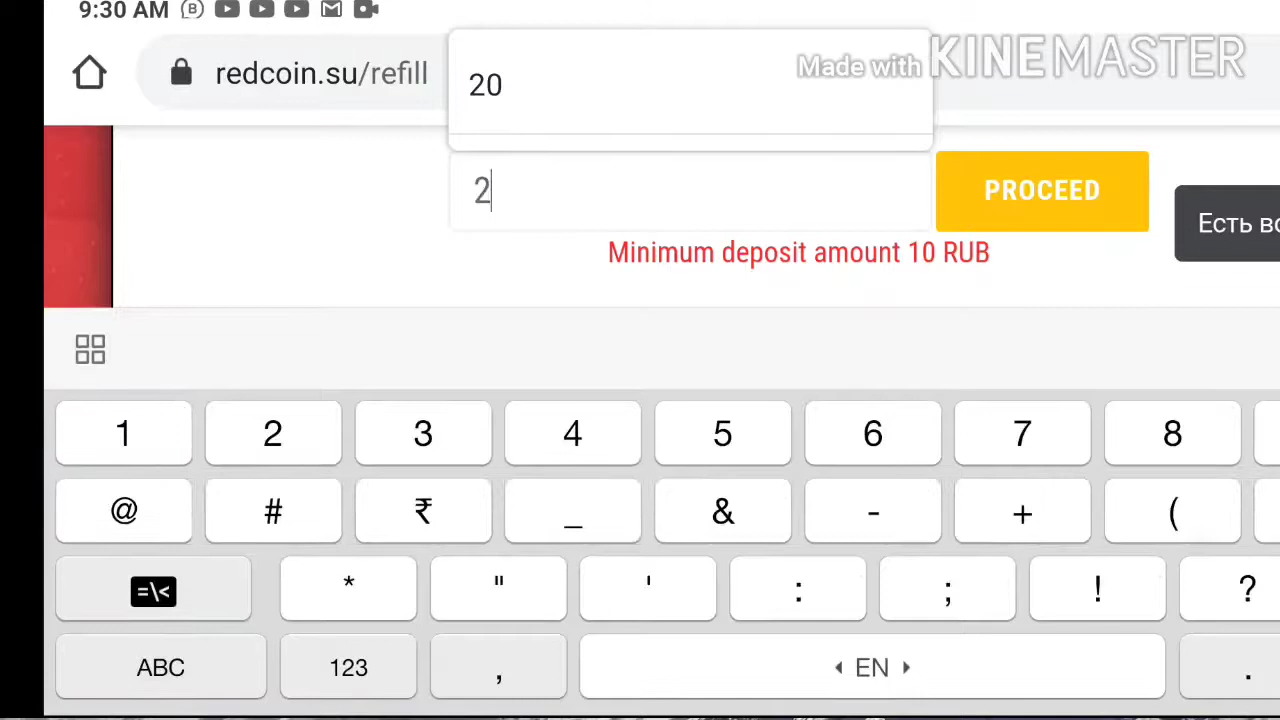 9:30 AM
Made with KINEMASTER
redcoin.su/refill
20
2
PROCEED
Minimum deposit amount 10 RUB
Есть
1 2 3 4 5 6 7 8
@ # ₹ _ & - + (
=\< * " ' : ; ! ?
ABC 123 , EN .